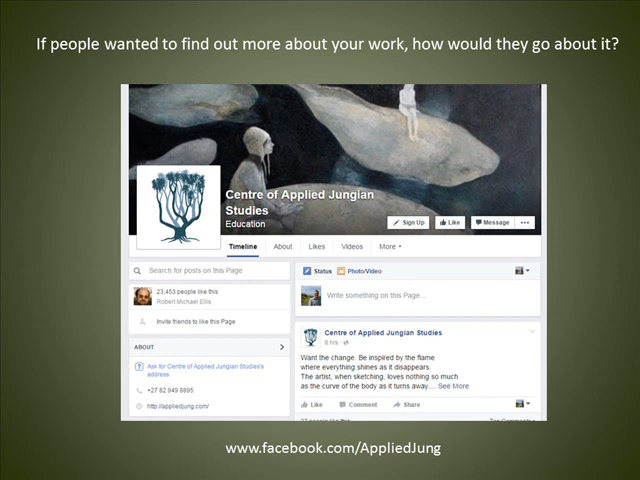 If people wanted to find out more about your work, how would they go about it?
Centre of Applied Jungian
Studies
Education
Sign Up
Like
Message
Timeline
About
Likes
Videos
More
Search for posts on this Page
23,453 people like this
Robert Michael Ellis
Invite friends to like this Page
ABOUT
Ask for Centre of Applied Jungian Studies's
address
+27 82 949 8895
http://appliedjung.com/
Status
Photo/Video
Write something on this Page...
Centre of Applied Jungian Studies
8 hrs
Want the change. Be inspired by the flame
where everything shines as it disappears.
The artist, when sketching, loves nothing so much
as the curve of the body as it turns away.... See More
Like
Comment
Share
www.facebook.com/AppliedJung